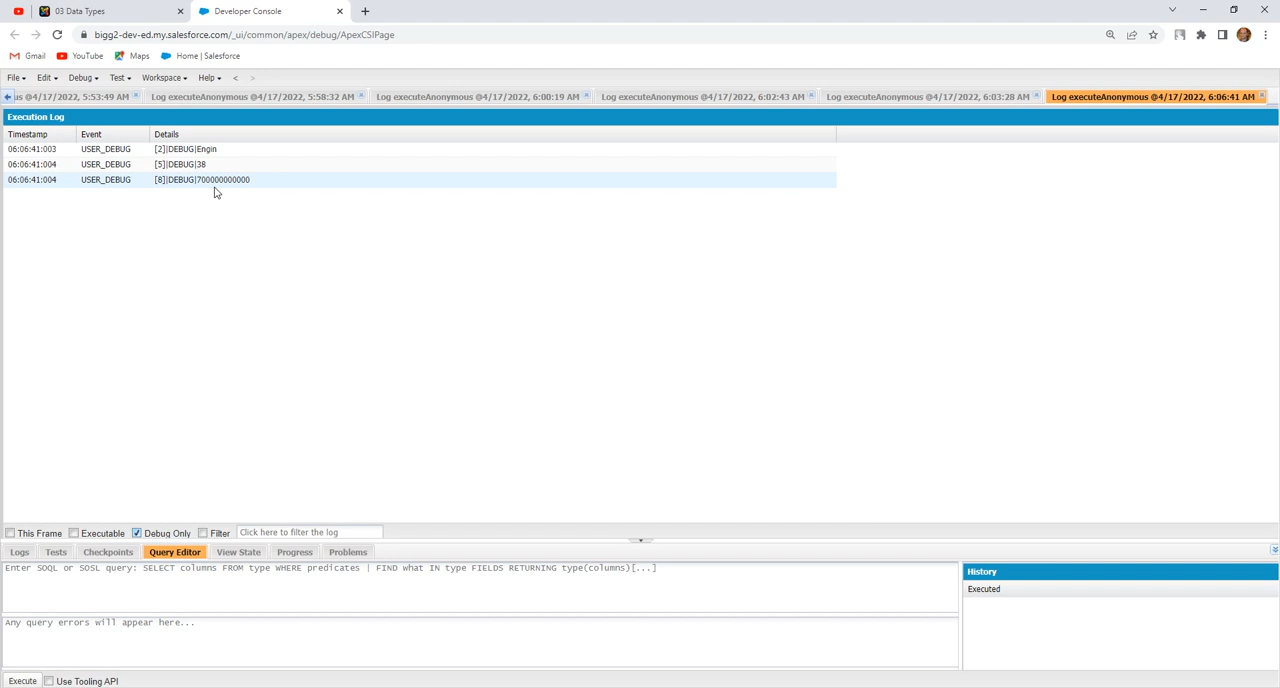 03 Data Types
Developer Console
bigg2-dev-ed.my.salesforce.com/_ui/common/apex/debug/ApexCSIPage
Gmail YouTube Maps Home | Salesforce
File Edit Debug Test Workspace Help < >
us @4/17/2022, 5:53:49 AM Log executeAnonymous @4/17/2022, 5:58:32 AM Log executeAnonymous @4/17/2022, 6:00:19 AM Log executeAnonymous @4/17/2022, 6:02:43 AM Log executeAnonymous @4/17/2022, 6:03:28 AM Log executeAnonymous @4/17/2022, 6:06:41 AM
Execution Log
Timestamp Event Details
06:06:41:003 USER_DEBUG [2]|DEBUG|Engin
06:06:41:004 USER_DEBUG [5]|DEBUG|38
06:06:41:004 USER_DEBUG [8]|DEBUG|700000000000
This Frame Executable Debug Only Filter Click here to filter the log
Logs Tests Checkpoints Query Editor View State Progress Problems
Enter SOQL or SOSL query: SELECT columns FROM type WHERE predicates | FIND what IN type FIELDS RETURNING type(columns)[...]
History
Executed
Any query errors will appear here...
Execute Use Tooling API